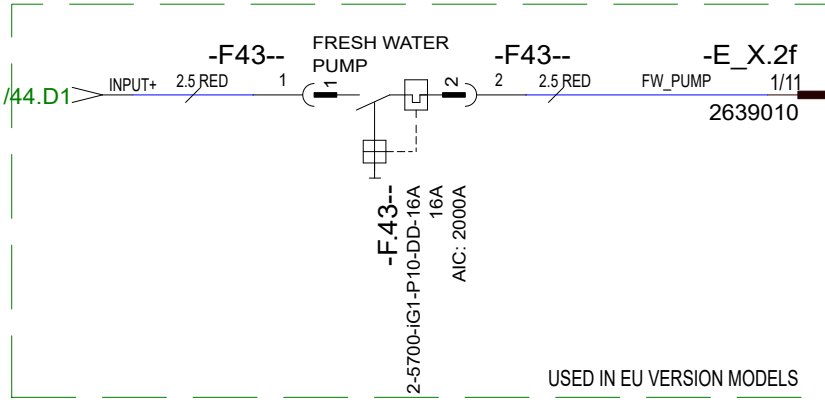 -F43--
FRESH WATER
PUMP
-F43--
-E_X.2f
/44.D1
INPUT+
2.5 RED
1
1
2
2
2.5 RED
FW_PUMP
1/11
2639010
-F.43--
2-5700-iG1-P10-DD-16A
16A
AIC: 2000A
USED IN EU VERSION MODELS